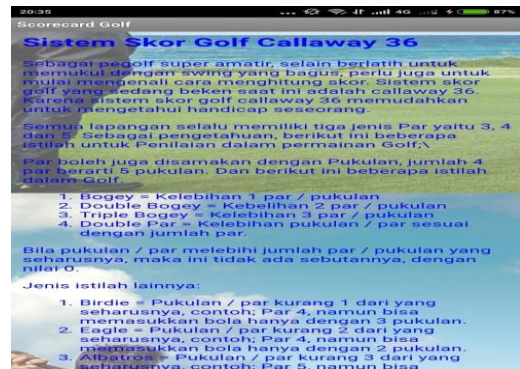 20:35
... 4G 87%
Scorecard Golf
Sistem Skor Golf Callaway 36
Sebagai pegolf super amatir, selain berlatih untuk
memukul dengan swing yang bagus, perlu juga untuk
mulai mengenali cara menghitung skor. Sistem skor
golf yang sedang beken saat ini adalah callaway 36.
Karena sistem skor golf callaway 36 memudahkan
untuk mengetahui handicap seseorang.
Semua lapangan selalu memiliki tiga jenis Par yaitu 3, 4
dan 5. Sebagai pengetahuan, berikut ini beberapa
istilah untuk Penilaian dalam permainan Golf;\
Par boleh juga disamakan dengan Pukulan, jumlah 4
par berarti 5 pukulan. Dan berikut ini beberapa istilah
dalam Golf.
1. Bogey = Kelebihan 1 par / pukulan
2. Double Bogey = Kebelihan 2 par / pukulan
3. Triple Bogey = Kelebihan 3 par / pukulan
4. Double Par = Kelebihan pukulan / par sesuai
dengan jumlah par.
Bila pukulan / par melebihi jumlah par / pukulan yang
seharusnya, maka ini tidak ada sebutannya, dengan
nilai 0.
Jenis istilah lainnya:
1. Birdie = Pukulan / par kurang 1 dari yang
seharusnya, contoh; Par 4, namun bisa
memasukkan bola hanya dengan 3 pukulan.
2. Eagle = Pukulan / par kurang 2 dari yang
seharusnya, contoh; Par 4, namun bisa
memasukkan bola hanya dengan 2 pukulan.
3. Albatros = Pukulan / par kurang 3 dari yang
seharusnya, contoh: Par 5, namun bisa